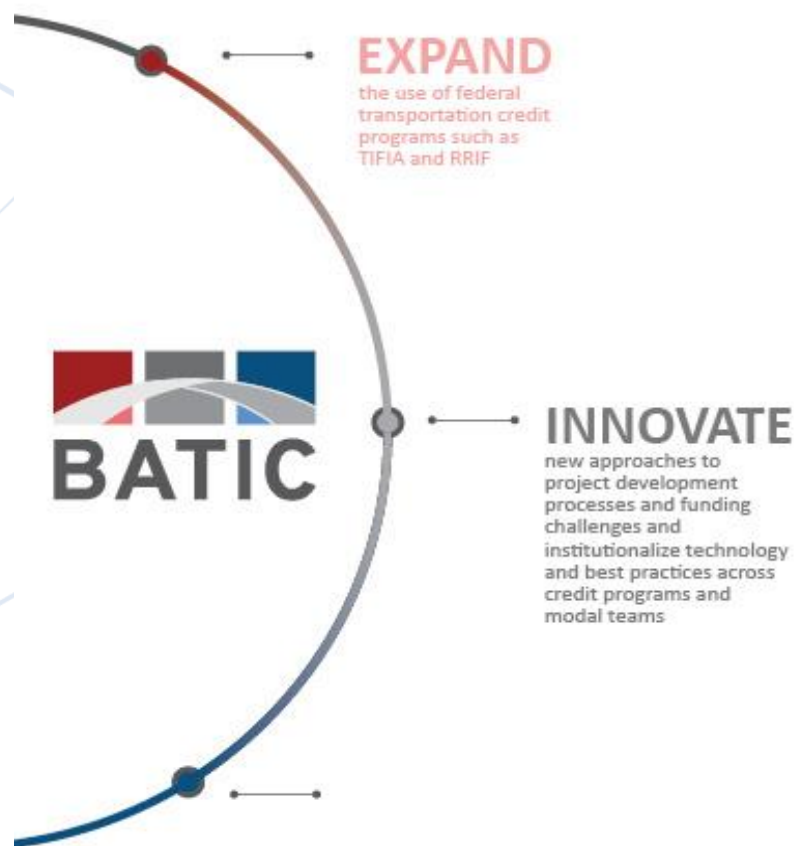 EXPAND
the use of federal
transportation credit
programs such as
TIFIA and RRIF
BATIC
INNOVATE
new approaches to
project development
processes and funding
challenges and
institutionalize technology
and best practices across
credit programs and
modal teams